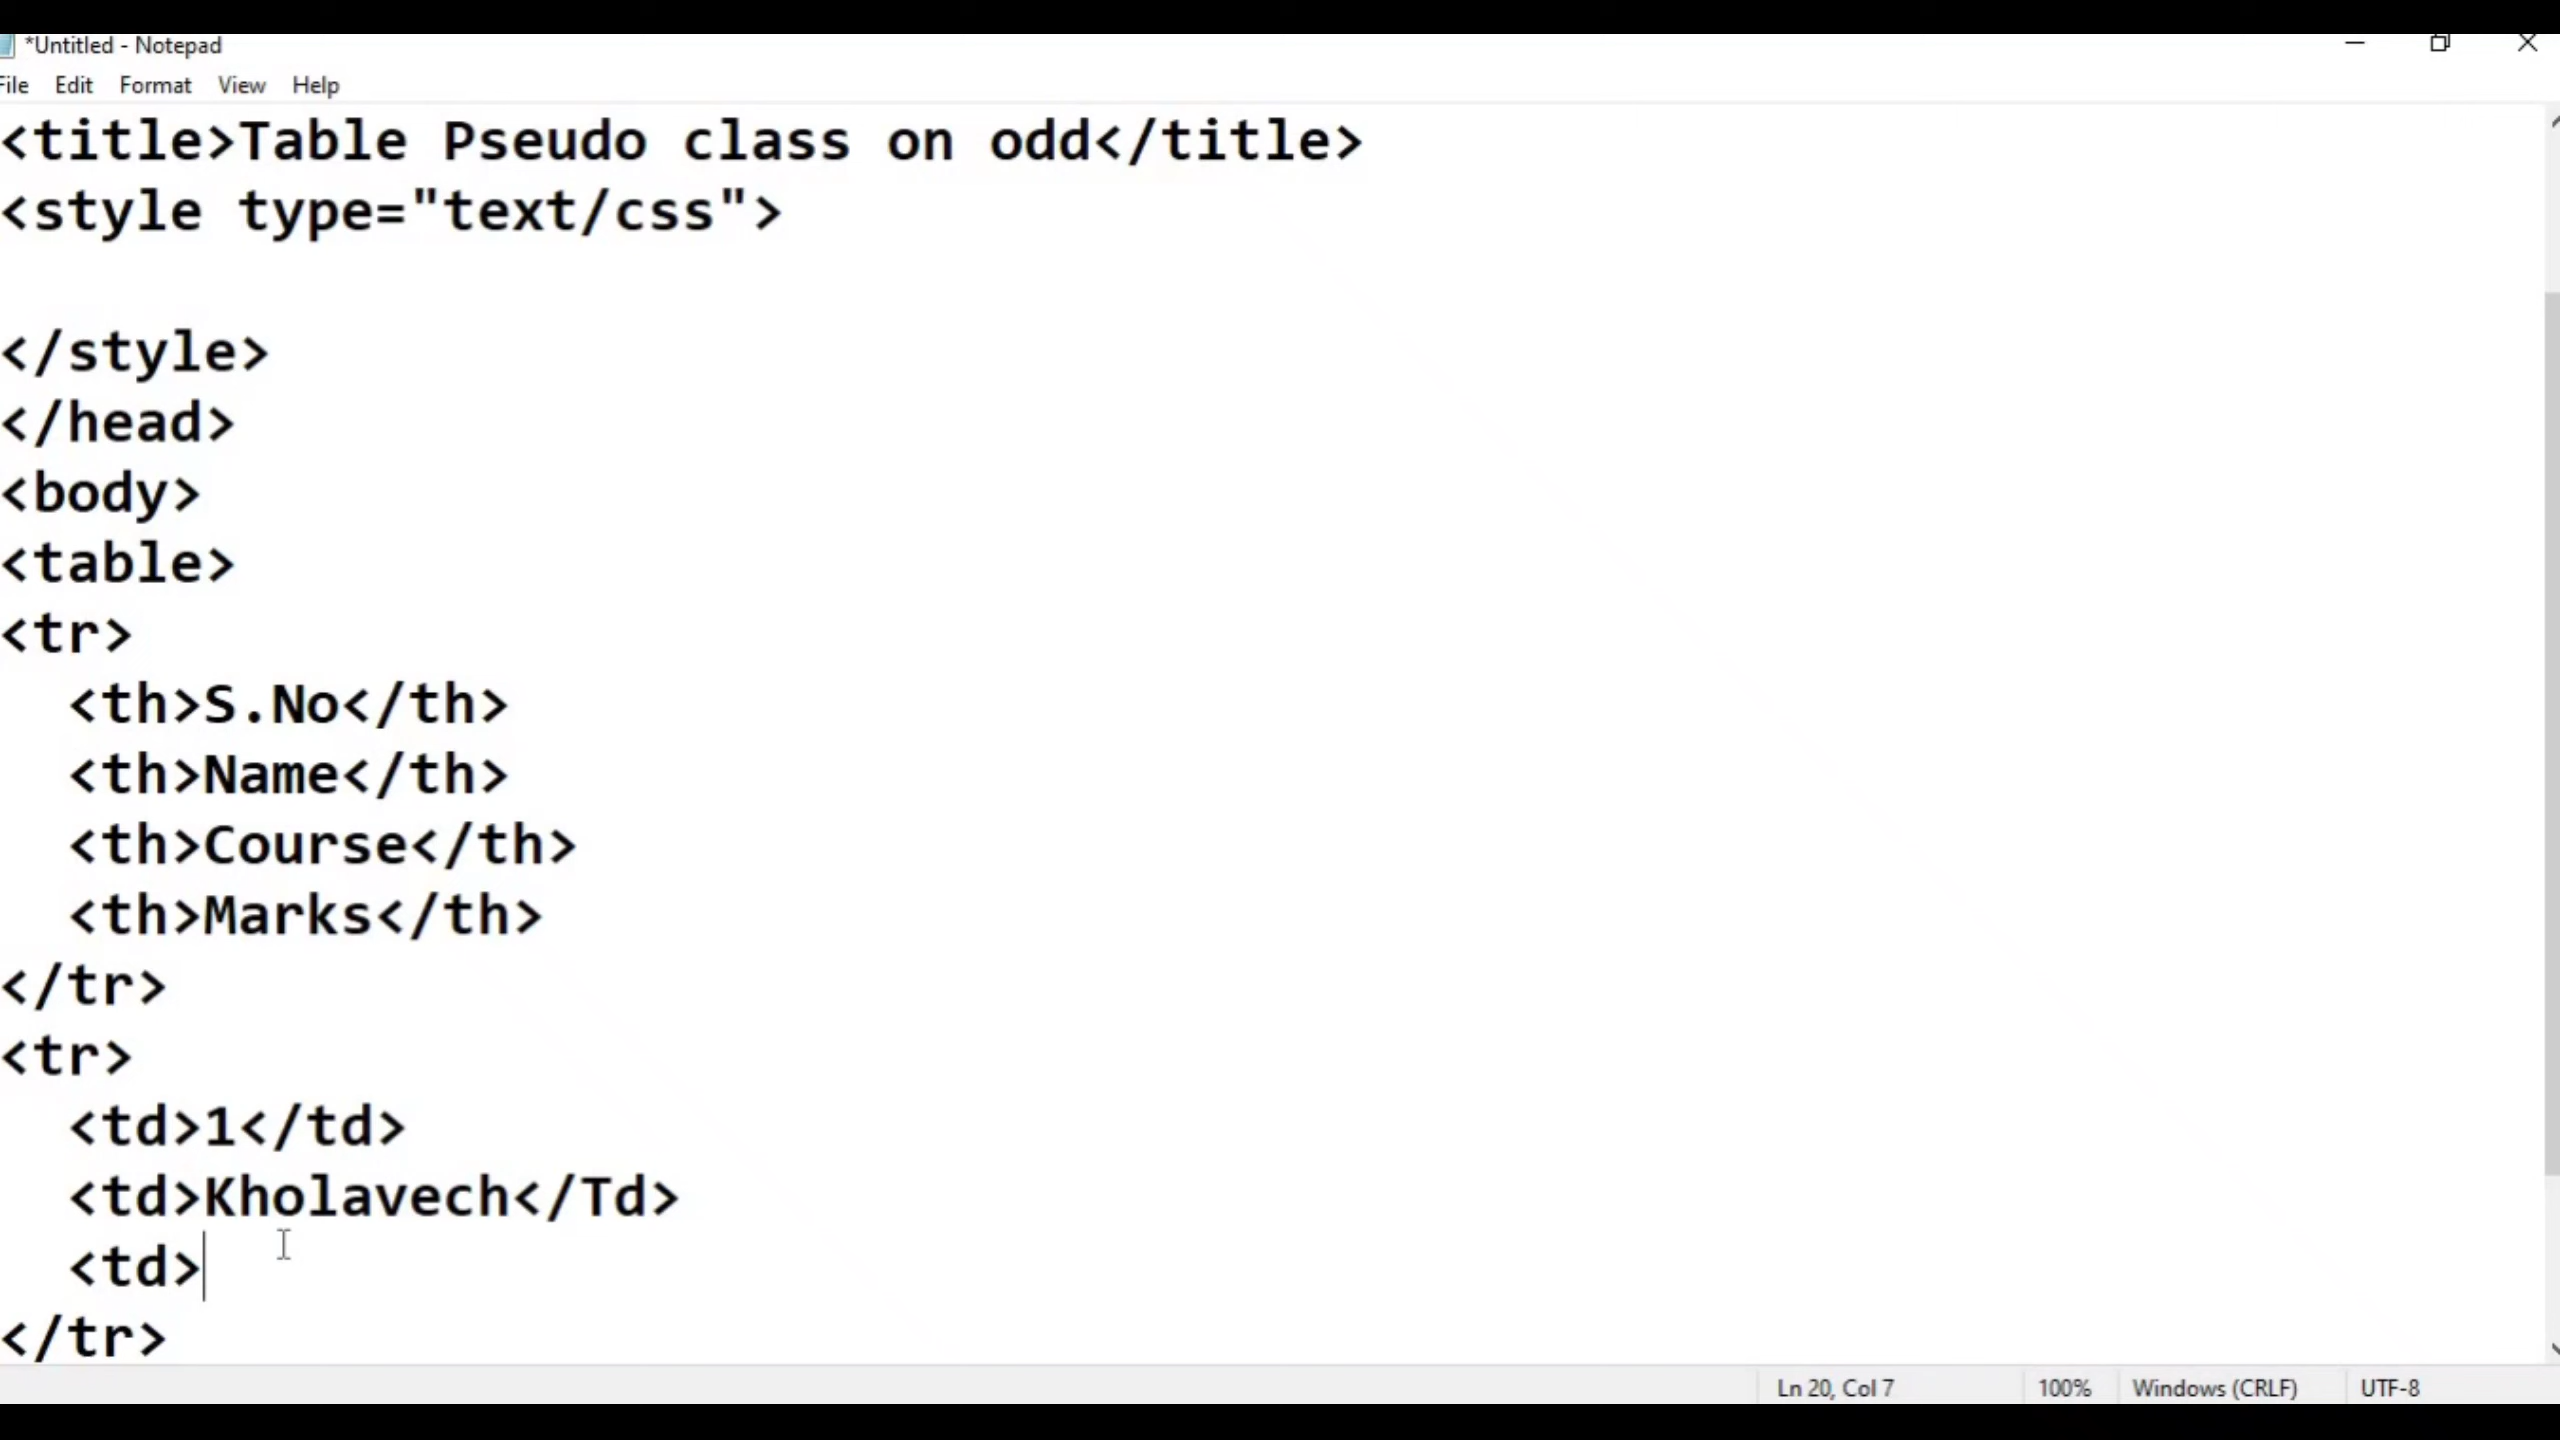 *Untitled - Notepad
File Edit Format View Help
<title>Table Pseudo class on odd</title>
<style type="text/css">
</style>
</head>
<body>
<table>
<tr>
<th>S.No</th>
<th>Name</th>
<th>Course</th>
<th>Marks</th>
</tr>
<tr>
<td>1</td>
<td>Kholavech</Td>
<td>
</tr>
Ln 20, Col 7 100% Windows (CRLF) UTF-8